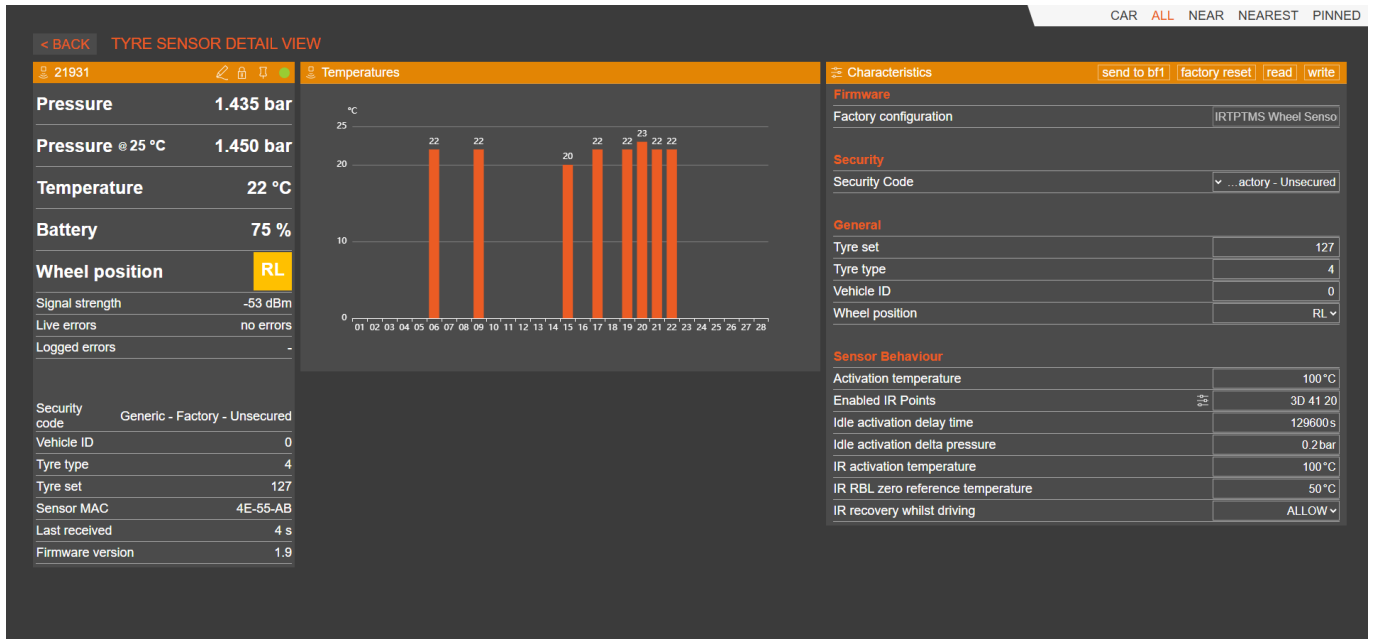 CAR ALL NEAR NEAREST PINNED
< BACK TYRE SENSOR DETAIL VIEW
21931
Pressure 1.435 bar
Pressure @ 25 °C 1.450 bar
Temperature 22 °C
Battery 75 %
Wheel position RL
Signal strength -53 dBm
Live errors no errors
Logged errors -
Security code Generic - Factory - Unsecured
Vehicle ID 0
Tyre type 4
Tyre set 127
Sensor MAC 4E-55-AB
Last received 4 s
Firmware version 1.9
Temperatures
°C
25
22 22 20 22 22 23 22 22
20
10
0
01 02 03 04 05 06 07 08 09 10 11 12 13 14 15 16 17 18 19 20 21 22 23 24 25 26 27 28
Characteristics send to bf1 factory reset read write
Firmware
Factory configuration IRTPTMS Wheel Senso
Security
Security Code ...actory - Unsecured
General
Tyre set 127
Tyre type 4
Vehicle ID 0
Wheel position RL
Sensor Behaviour
Activation temperature 100°C
Enabled IR Points 3D 41 20
Idle activation delay time 129600s
Idle activation delta pressure 0.2bar
IR activation temperature 100°C
IR RBL zero reference temperature 50°C
IR recovery whilst driving ALLOW